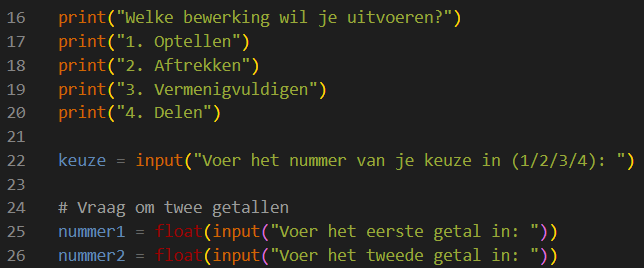 16 print("Welke bewerking wil je uitvoeren?")
17 print("1. Optellen")
18 print("2. Aftrekken")
19 print("3. Vermenigvuldigen")
20 print("4. Delen")
21
22 keuze = input("Voer het nummer van je keuze in (1/2/3/4): ")
23
24 # Vraag om twee getallen
25 nummer1 = float(input("Voer het eerste getal in: "))
26 nummer2 = float(input("Voer het tweede getal in: "))